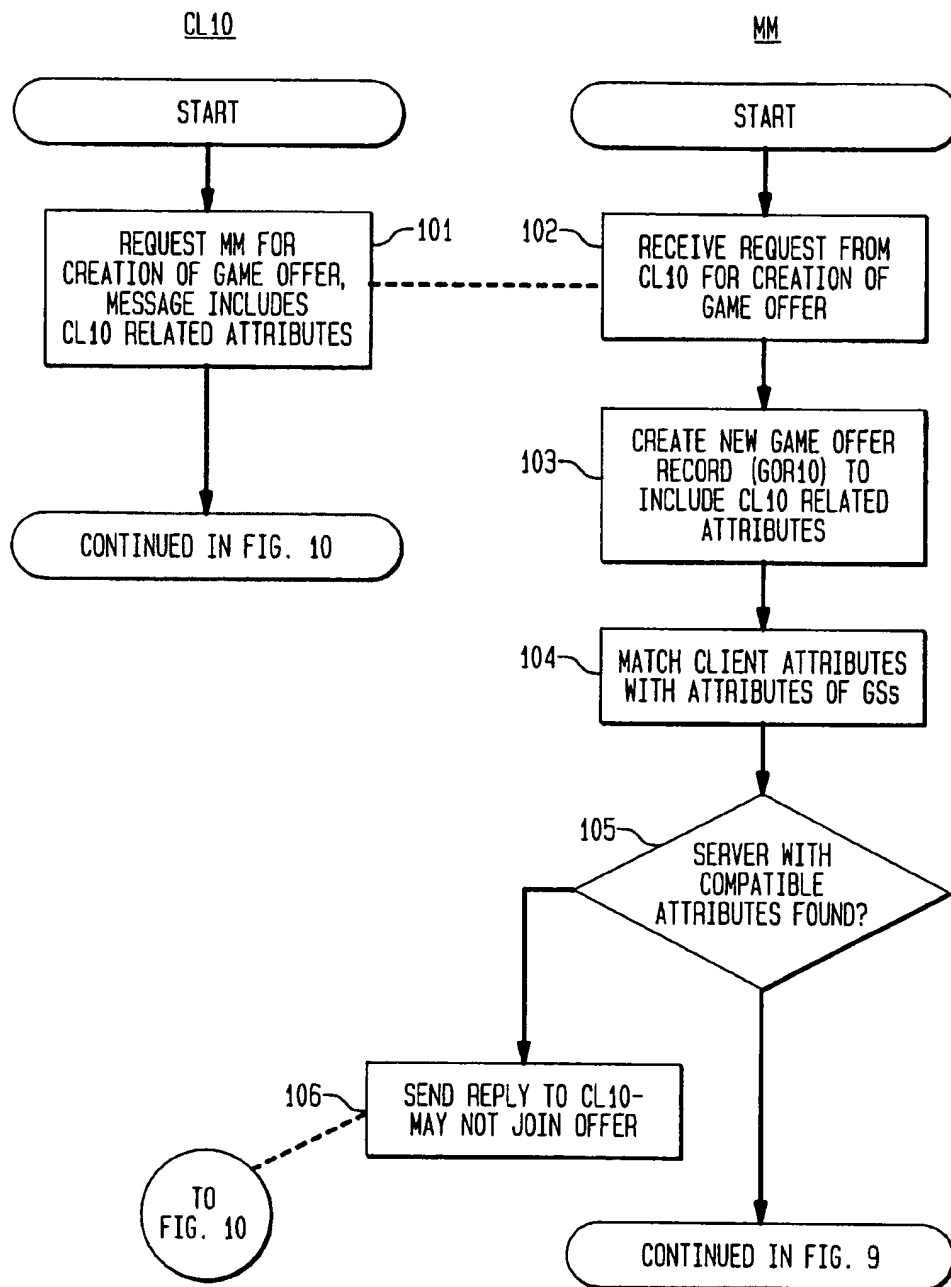 CL10
MM
START
START
101
REQUEST MM FOR
CREATION OF GAME OFFER,
MESSAGE INCLUDES
CL10 RELATED ATTRIBUTES
102
RECEIVE REQUEST FROM
CL10 FOR CREATION OF
GAME OFFER
103
CREATE NEW GAME OFFER
RECORD (GOR10) TO
INCLUDE CL10 RELATED
ATTRIBUTES
CONTINUED IN FIG. 10
104
MATCH CLIENT ATTRIBUTES
WITH ATTRIBUTES OF GSs
105
SERVER WITH
COMPATIBLE
ATTRIBUTES FOUND?
106
SEND REPLY TO CL10-
MAY NOT JOIN OFFER
TO
FIG. 10
CONTINUED IN FIG. 9